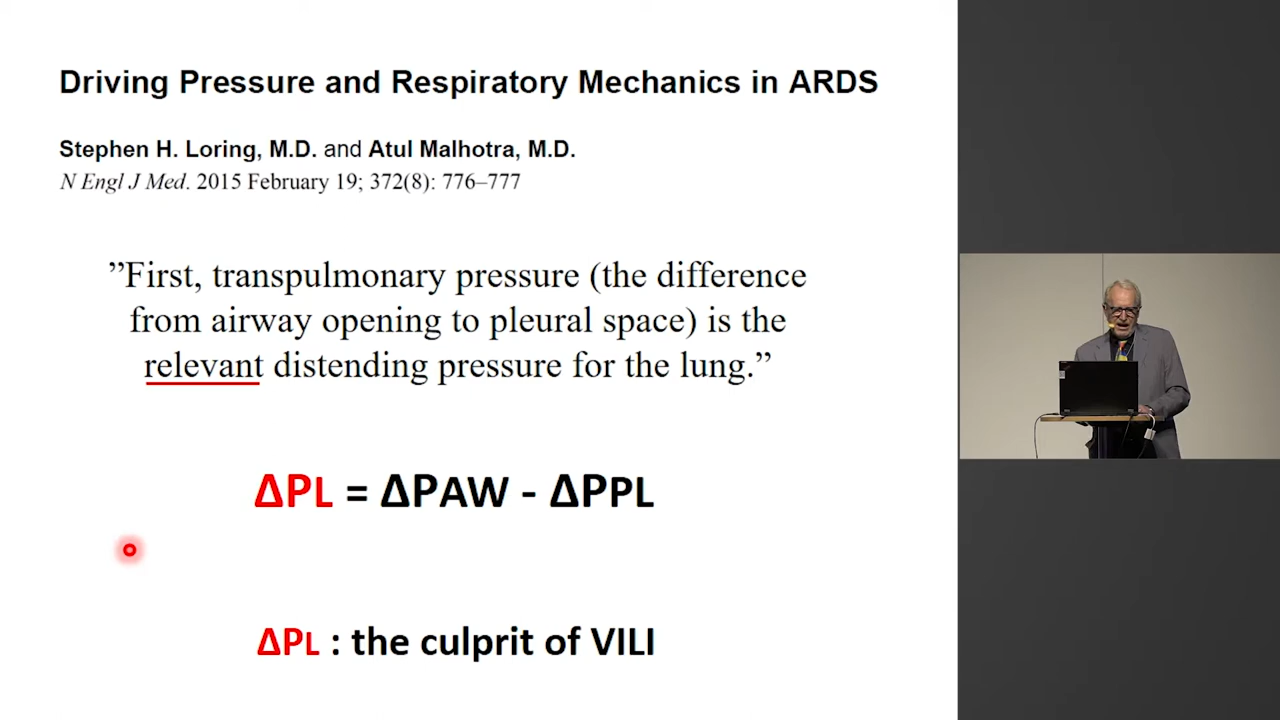 Driving Pressure and Respiratory Mechanics in ARDS
Stephen H. Loring, M.D. and Atul Malhotra, M.D.
N Engl J Med. 2015 February 19; 372(8): 776–777
”First, transpulmonary pressure (the difference
from airway opening to pleural space) is the
relevant distending pressure for the lung.”
ΔPL = ΔPAW - ΔPPL
ΔPL : the culprit of VILI